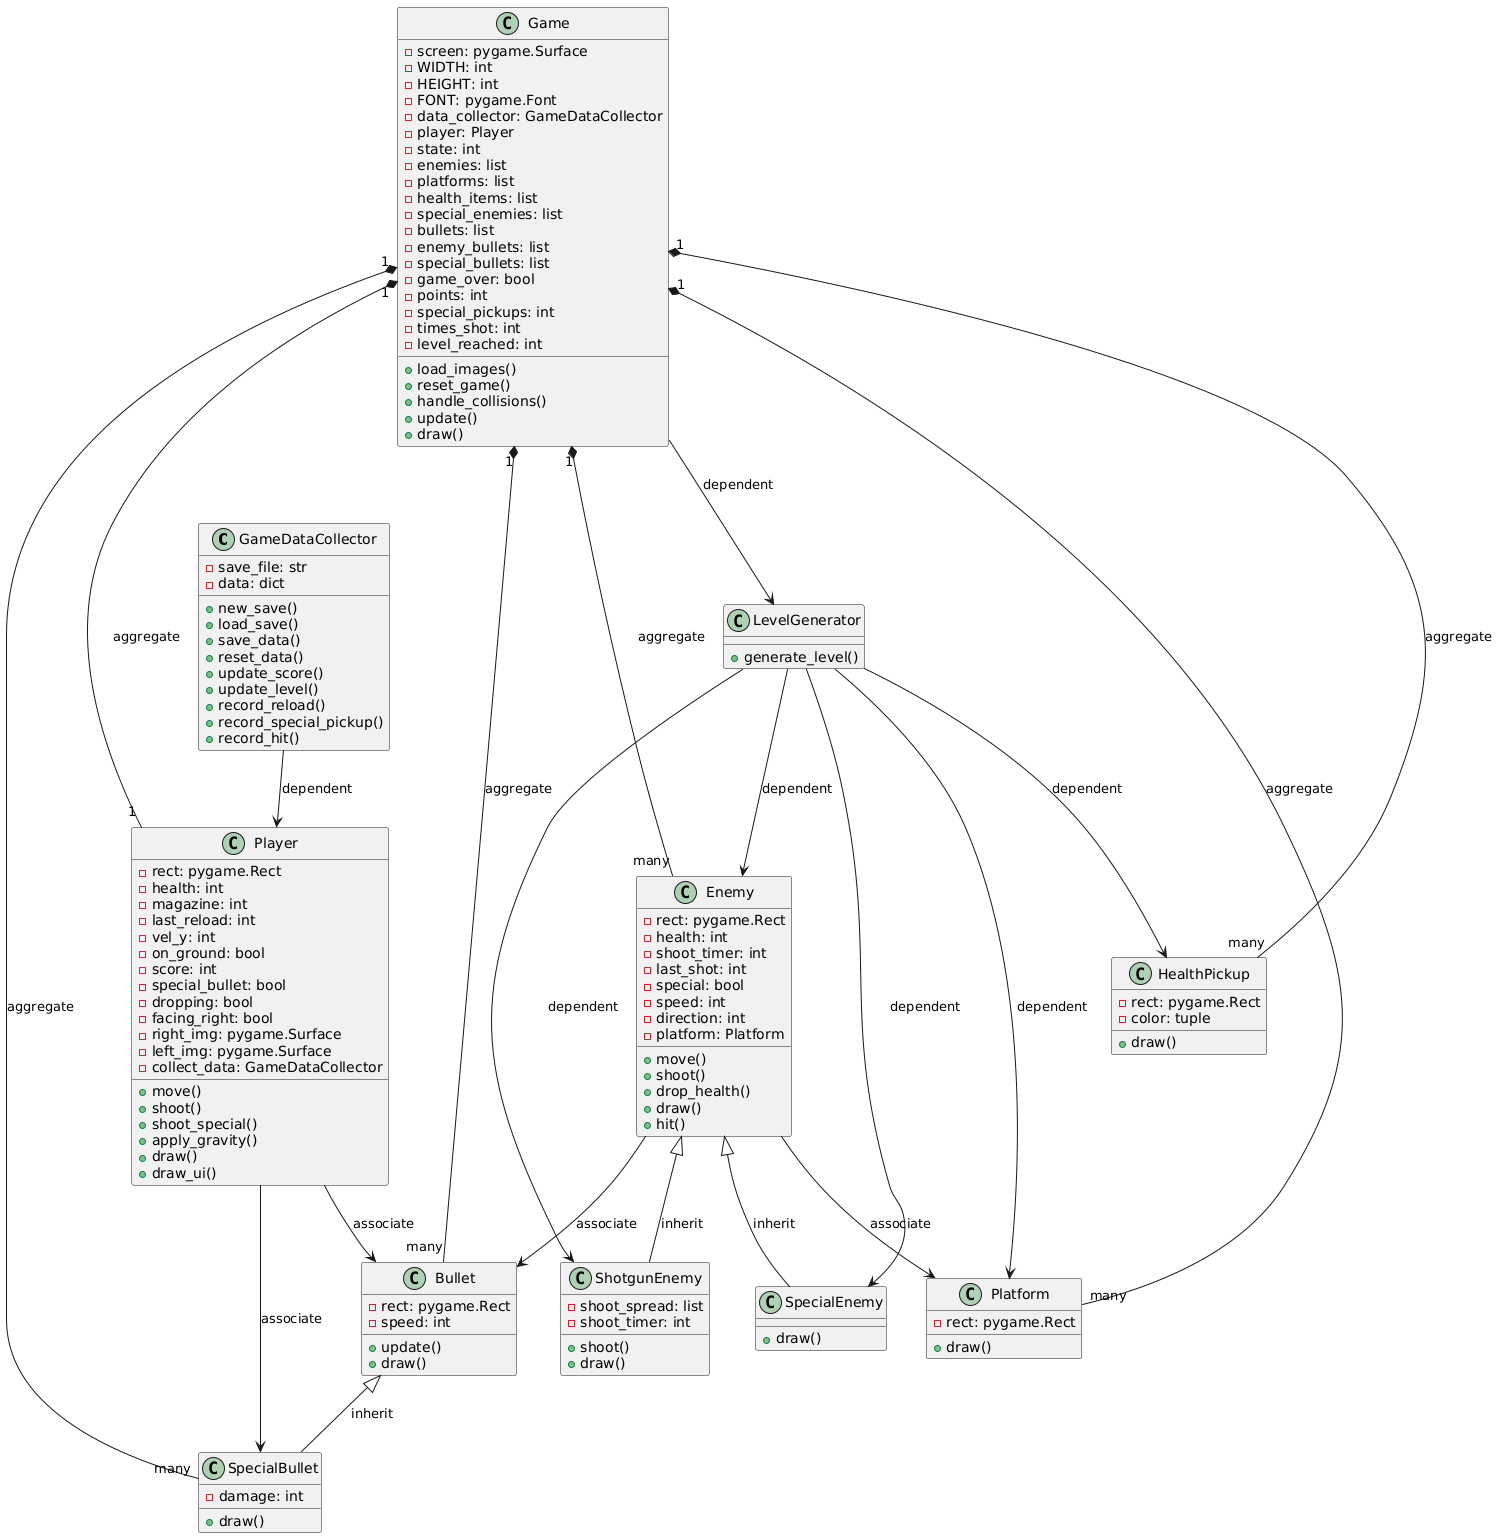 C Game
screen: pygame.Surface
WIDTH: int
HEIGHT: int
FONT: pygame.Font
data_collector: GameDataCollector
player: Player
state: int
enemies: list
platforms: list
health_items: list
special_enemies: list
bullets: list
enemy_bullets: list
special_bullets: list
game_over: bool
points: int
special_pickups: int
times_shot: int
level_reached: int
load_images()
reset_game()
handle_collisions()
update()
draw()
1
1
1
1
1
1
dependent
C GameDataCollector
save_file: str
data: dict
new_save()
load_save()
save_data()
reset_data()
update_score()
update_level()
record_reload()
record_special_pickup()
record_hit()
C LevelGenerator
generate_level()
aggregate
aggregate
aggregate
dependent
aggregate
dependent
dependent
aggregate
1
many
many
C Player
rect: pygame.Rect
health: int
magazine: int
last_reload: int
vel_y: int
on_ground: bool
score: int
special_bullet: bool
dropping: bool
facing_right: bool
right_img: pygame.Surface
left_img: pygame.Surface
collect_data: GameDataCollector
move()
shoot()
shoot_special()
apply_gravity()
draw()
draw_ui()
C Enemy
rect: pygame.Rect
health: int
shoot_timer: int
last_shot: int
special: bool
speed: int
direction: int
platform: Platform
move()
shoot()
drop_health()
draw()
hit()
C HealthPickup
rect: pygame.Rect
color: tuple
draw()
aggregate
dependent
dependent
dependent
associate
associate
inherit
inherit
associate
many
many
C Bullet
rect: pygame.Rect
speed: int
update()
draw()
C ShotgunEnemy
shoot_spread: list
shoot_timer: int
shoot()
draw()
C SpecialEnemy
draw()
C Platform
rect: pygame.Rect
draw()
associate
inherit
many
C SpecialBullet
damage: int
draw()